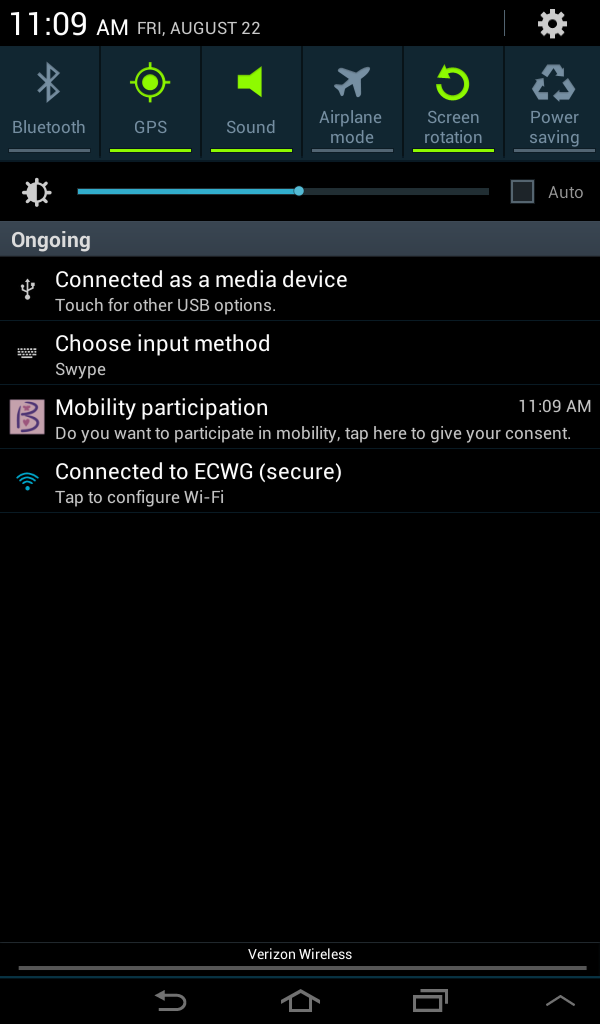 11:09 AM FRI, AUGUST 22
Bluetooth
GPS
Sound
Airplane
mode
Screen
rotation
Power
saving
Auto
Ongoing
Connected as a media device
Touch for other USB options.
Choose input method
Swype
Mobility participation 11:09 AM
Do you want to participate in mobility, tap here to give your consent.
Connected to ECWG (secure)
Tap to configure Wi-Fi
Verizon Wireless